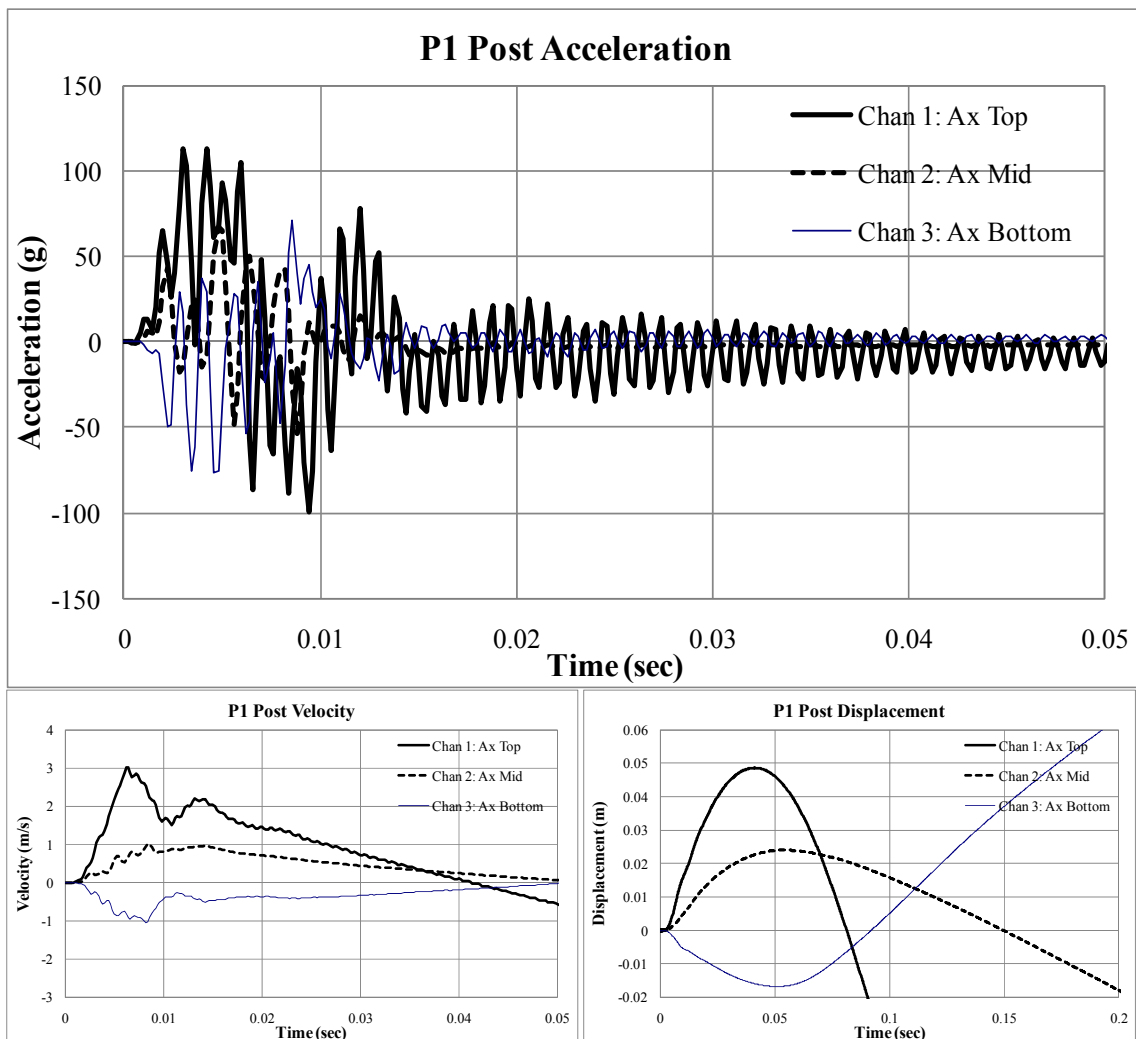 P1 Post Acceleration
150
100
50
0
-50
-100
-150
Acceleration (g)
Chan 1: Ax Top
Chan 2: Ax Mid
Chan 3: Ax Bottom
0 0.01 0.02 0.03 0.04 0.05
Time (sec)
P1 Post Velocity
4
3
2
1
0
-1
-2
-3
Velocity (m/s)
Chan 1: Ax Top
Chan 2: Ax Mid
Chan 3: Ax Bottom
0 0.01 0.02 0.03 0.04 0.05
Time (sec)
P1 Post Displacement
0.06
0.05
0.04
0.03
0.02
0.01
0
-0.01
-0.02
Displacement (m)
Chan 1: Ax Top
Chan 2: Ax Mid
Chan 3: Ax Bottom
0 0.05 0.1 0.15 0.2
Time (sec)